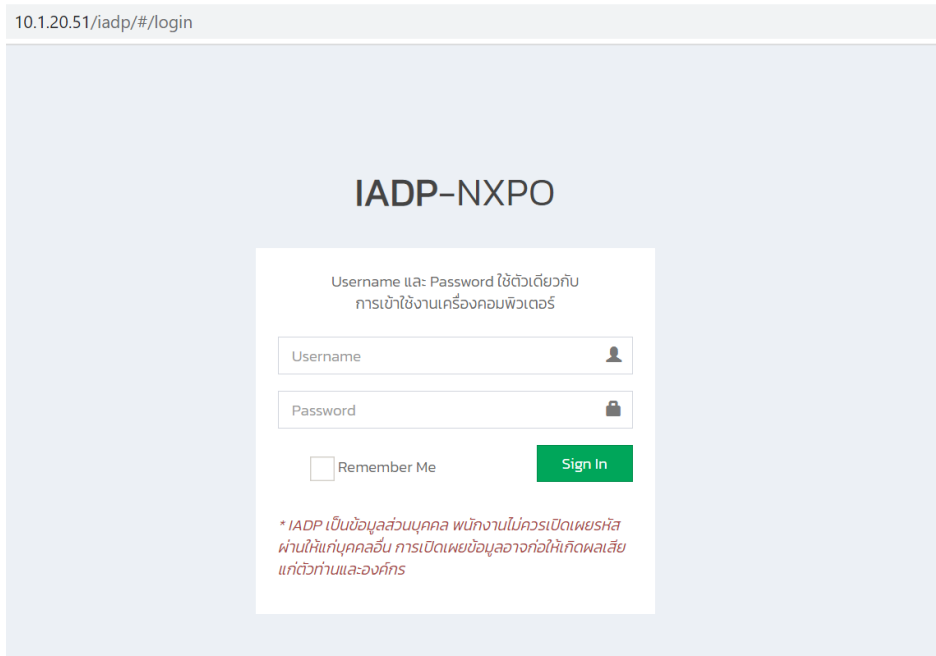 10.1.20.51/iadp/#/login
IADP-NXPO
Username และ Password ใช้ตัวเดียวกับ
การเข้าใช้งานเครื่องคอมพิวเตอร์
Username
Password
Remember Me
Sign In
* IADP เป็นข้อมูลส่วนบุคคล พนักงานไม่ควรเปิดเผยรหัส
ผ่านให้แก่บุคคลอื่น การเปิดเผยข้อมูลอาจก่อให้เกิดผลเสีย
แก่ตัวท่านและองค์กร